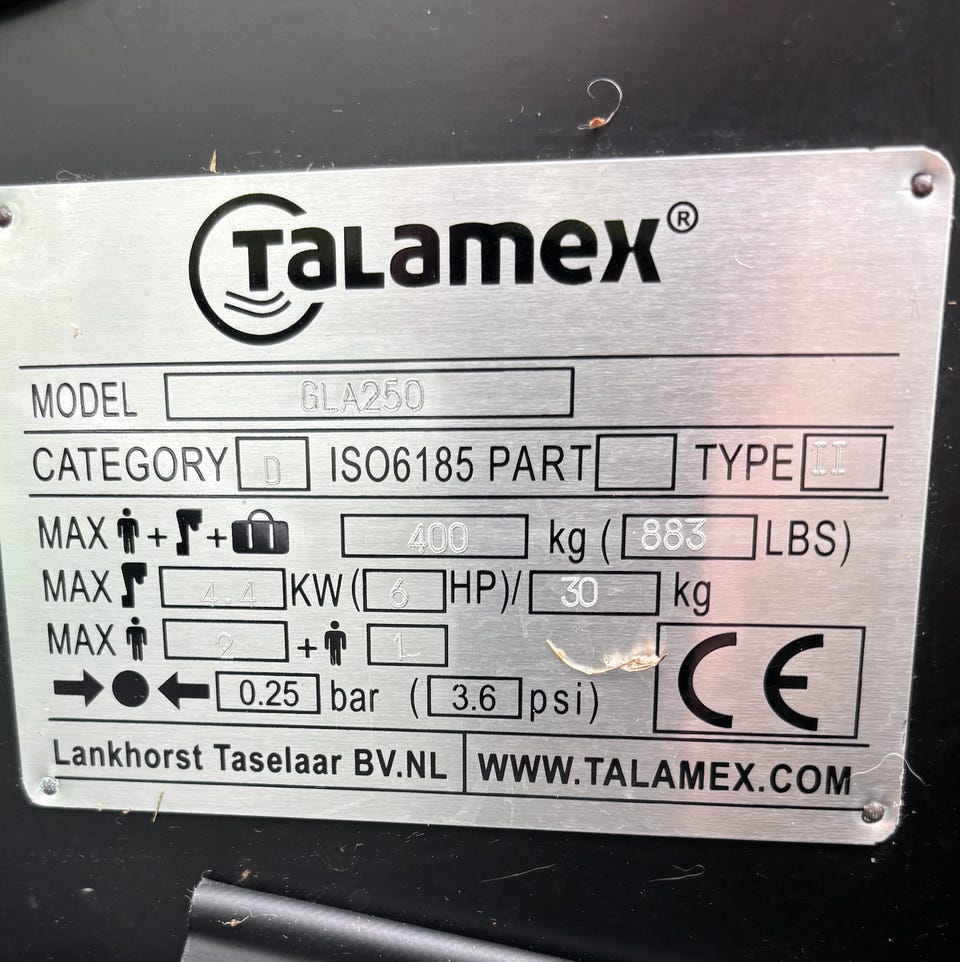 TaLameX®
MODEL GLA250
CATEGORY D ISO6185 PART TYPE II
MAX + + 400 kg (883 LBS)
MAX 4.4 KW (6 HP)/ 30 kg
MAX 2 + 1
0.25 bar (3.6 psi)
CE
Lankhorst Taselaar BV.NL WWW.TALAMEX.COM